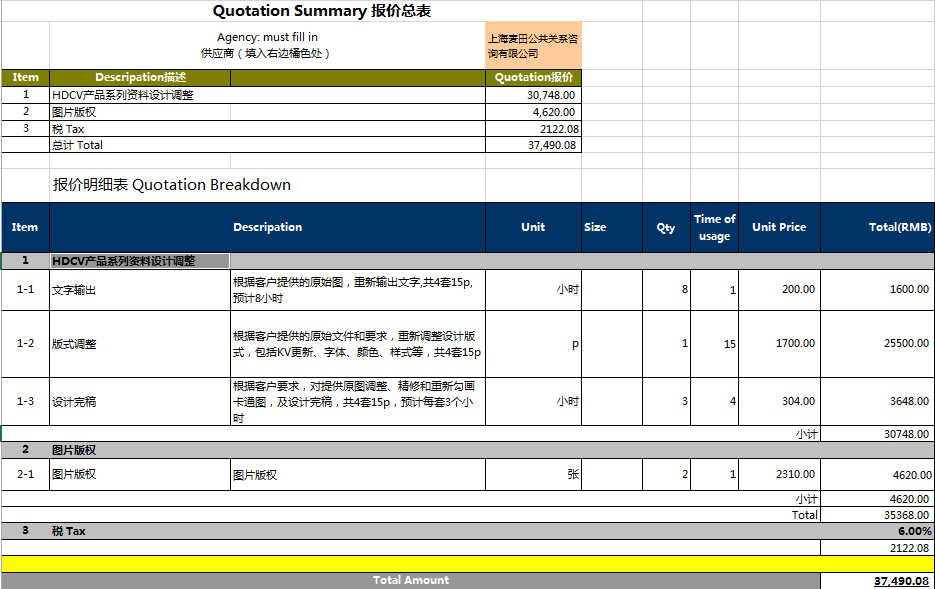 Quotation Summary 报价总表
Agency: must fill in
供应商（填入右边橘色处）
上海麦田公共关系咨
询有限公司
Item Descripation描述 Quotation报价
1 HDCV产品系列资料设计调整 30,748.00
2 图片版权 4,620.00
3 税 Tax 2122.08
总计 Total 37,490.08
报价明细表 Quotation Breakdown
Item Descripation Unit Size Qty Time of usage Unit Price Total(RMB)
1 HDCV产品系列资料设计调整
1-1 文字输出 根据客户提供的原始图，重新输出文字,共4套15p,
预计8小时 小时 8 1 200.00 1600.00
1-2 版式调整 根据客户提供的原始文件和要求，重新调整设计版
式，包括KV更新、字体、颜色、样式等，共4套15p p 1 15 1700.00 25500.00
1-3 设计完稿 根据客户要求，对提供原图调整、精修和重新勾画
卡通图，及设计完稿，共4套15p，预计每套3个小
时 小时 3 4 304.00 3648.00
小计 30748.00
2 图片版权
2-1 图片版权 图片版权 张 2 1 2310.00 4620.00
小计 4620.00
Total 35368.00
3 税 Tax 6.00%
2122.08
Total Amount 37,490.08